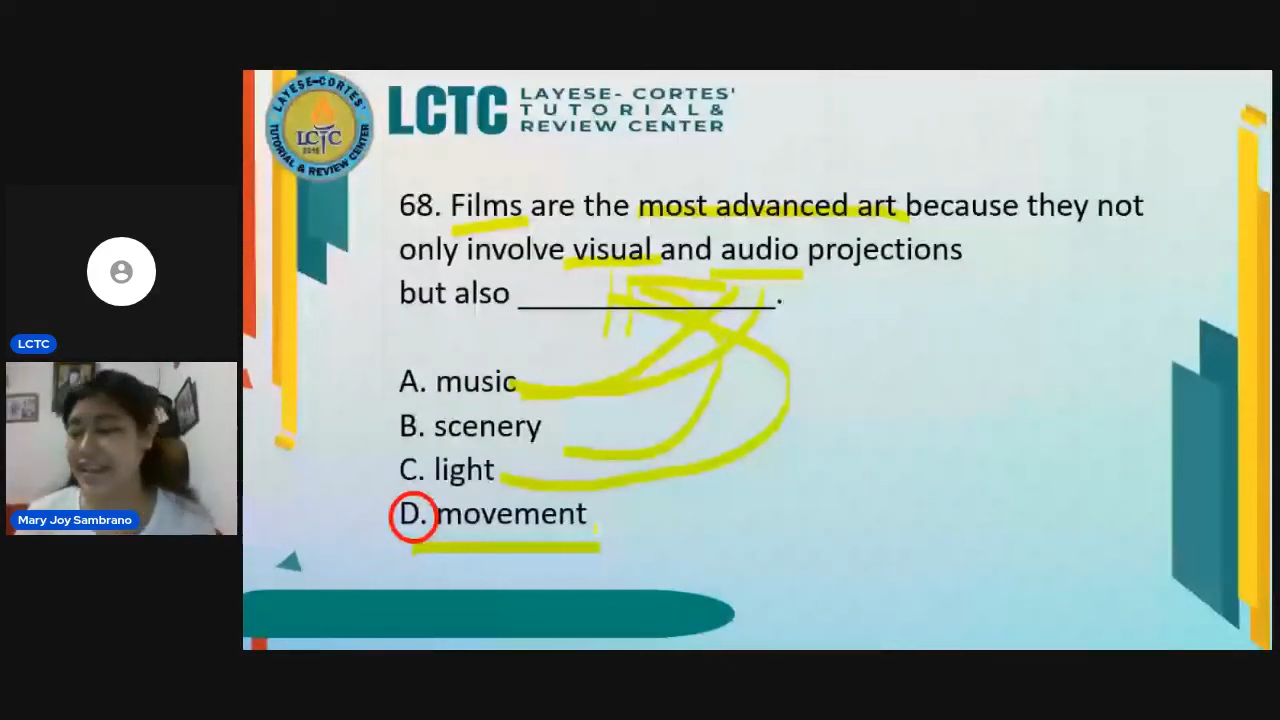 LAYESE-CORTES'
LCTC
TUTORIAL & REVIEW CENTER
LCTC
LAYESE- CORTES'
TUTORIAL &
REVIEW CENTER
68. Films are the most advanced art because they not
only involve visual and audio projections
but also ____________________.
A. music
B. scenery
C. light
D. movement
LCTC
Mary Joy Sambrano